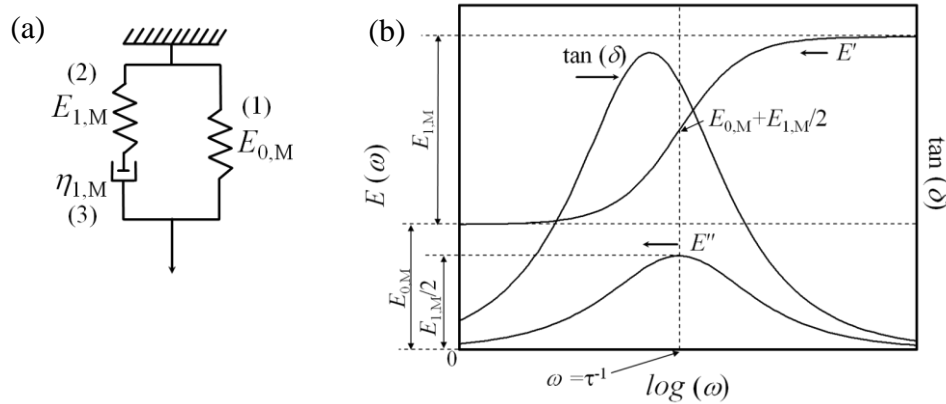 (a)
(2)
E1,M
(1)
E0,M
η1,M
(3)
(b)
E (ω)
E1,M
E0,M
E1,M/2
0
tan (δ)
E'
E0,M+E1,M/2
E''
tan (δ)
ω =τ-1
log (ω)